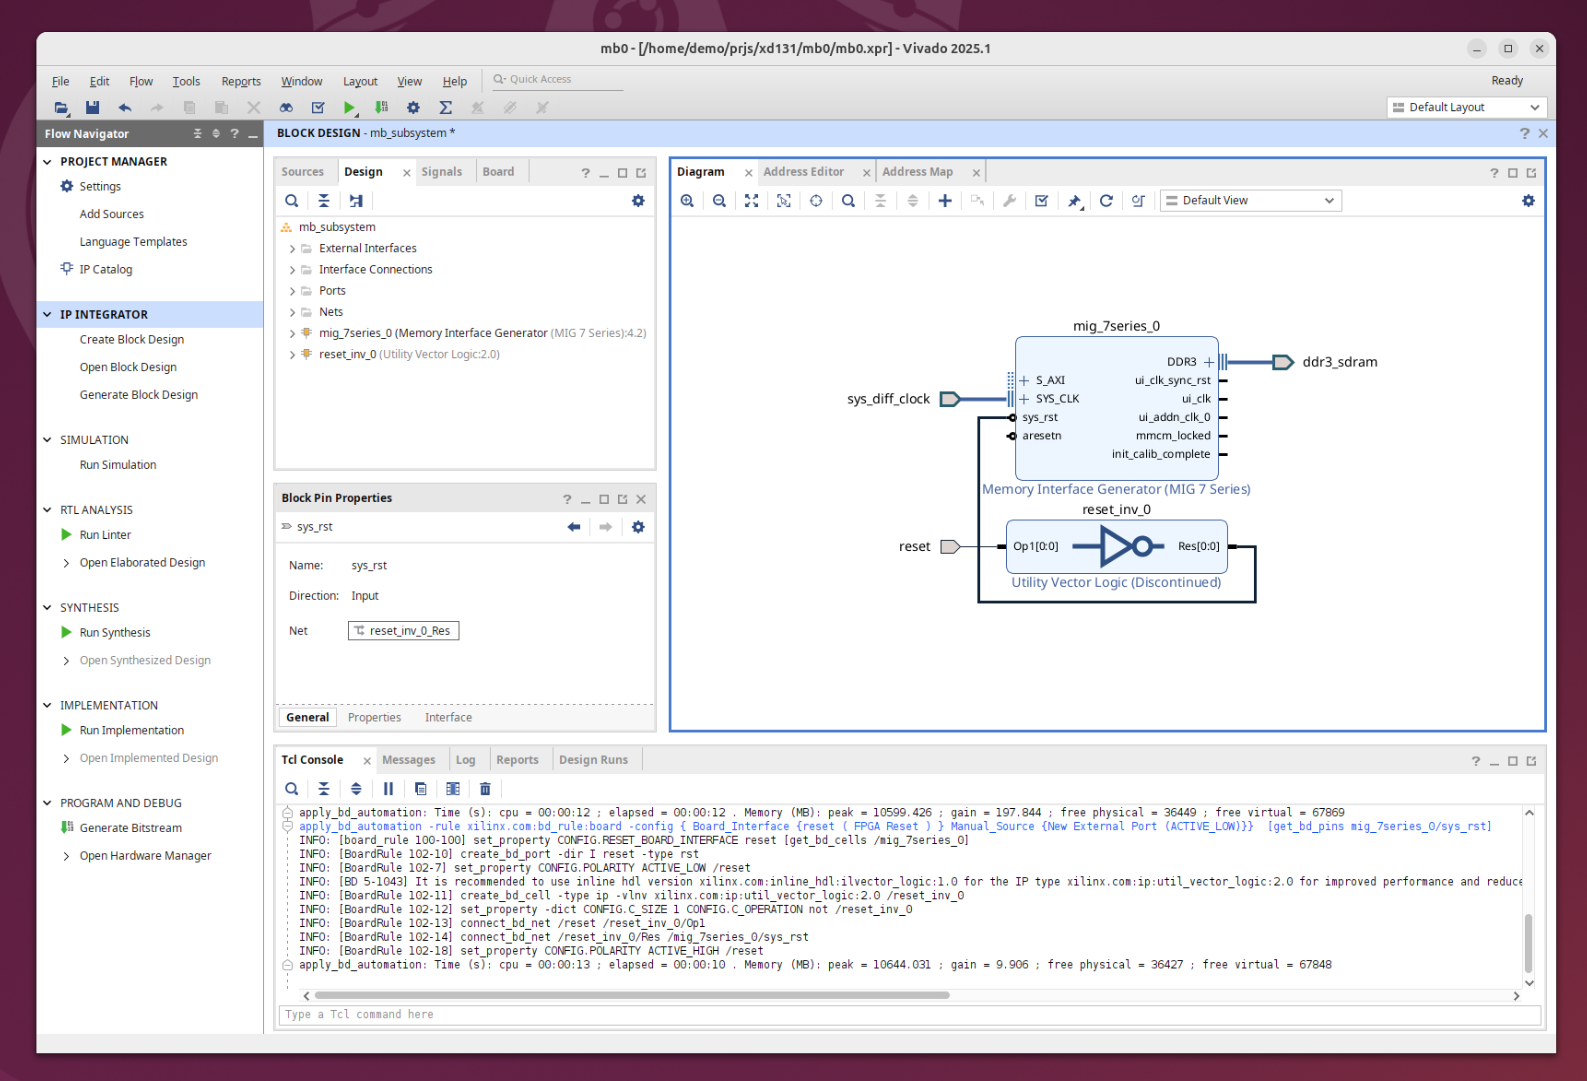 mb0 - [/home/demo/prjs/xd131/mb0/mb0.xpr] - Vivado 2025.1
File Edit Flow Tools Reports Window Layout View Help Quick Access Ready
Default Layout
Flow Navigator
PROJECT MANAGER
Settings
Add Sources
Language Templates
IP Catalog
IP INTEGRATOR
Create Block Design
Open Block Design
Generate Block Design
SIMULATION
Run Simulation
RTL ANALYSIS
Run Linter
Open Elaborated Design
SYNTHESIS
Run Synthesis
Open Synthesized Design
IMPLEMENTATION
Run Implementation
Open Implemented Design
PROGRAM AND DEBUG
Generate Bitstream
Open Hardware Manager
BLOCK DESIGN - mb_subsystem *
Sources Design Signals Board
mb_subsystem
External Interfaces
Interface Connections
Ports
Nets
mig_7series_0 (Memory Interface Generator (MIG 7 Series):4.2)
reset_inv_0 (Utility Vector Logic:2.0)
Block Pin Properties
sys_rst
Name: sys_rst
Direction: Input
Net reset_inv_0_Res
General Properties Interface
Diagram Address Editor Address Map
Default View
mig_7series_0
DDR3
ddr3_sdram
S_AXI ui_clk_sync_rst
sys_diff_clock
SYS_CLK ui_clk
sys_rst ui_addn_clk_0
aresetn mmcm_locked
init_calib_complete
Memory Interface Generator (MIG 7 Series)
reset_inv_0
reset
Op1[0:0] Res[0:0]
Utility Vector Logic (Discontinued)
Tcl Console Messages Log Reports Design Runs
apply_bd_automation: Time (s): cpu = 00:00:12 ; elapsed = 00:00:12 . Memory (MB): peak = 10599.426 ; gain = 197.844 ; free physical = 36449 ; free virtual = 67869
apply_bd_automation -rule xilinx.com:bd_rule:board -config { Board_Interface {reset ( FPGA Reset ) } Manual_Source {New External Port (ACTIVE_LOW)}} [get_bd_pins mig_7series_0/sys_rst]
INFO: [board_rule 100-100] set_property CONFIG.RESET_BOARD_INTERFACE reset [get_bd_cells /mig_7series_0]
INFO: [BoardRule 102-10] create_bd_port -dir I reset -type rst
INFO: [BoardRule 102-7] set_property CONFIG.POLARITY ACTIVE_LOW /reset
INFO: [BD 5-1043] It is recommended to use inline hdl version xilinx.com:inline_hdl:ilvector_logic:1.0 for the IP type xilinx.com:ip:util_vector_logic:2.0 for improved performance and reduce
INFO: [BoardRule 102-11] create_bd_cell -type ip -vlnv xilinx.com:ip:util_vector_logic:2.0 /reset_inv_0
INFO: [BoardRule 102-12] set_property -dict CONFIG.C_SIZE 1 CONFIG.C_OPERATION not /reset_inv_0
INFO: [BoardRule 102-13] connect_bd_net /reset /reset_inv_0/Op1
INFO: [BoardRule 102-14] connect_bd_net /reset_inv_0/Res /mig_7series_0/sys_rst
INFO: [BoardRule 102-18] set_property CONFIG.POLARITY ACTIVE_HIGH /reset
apply_bd_automation: Time (s): cpu = 00:00:13 ; elapsed = 00:00:10 . Memory (MB): peak = 10644.031 ; gain = 9.906 ; free physical = 36427 ; free virtual = 67848
Type a Tcl command here